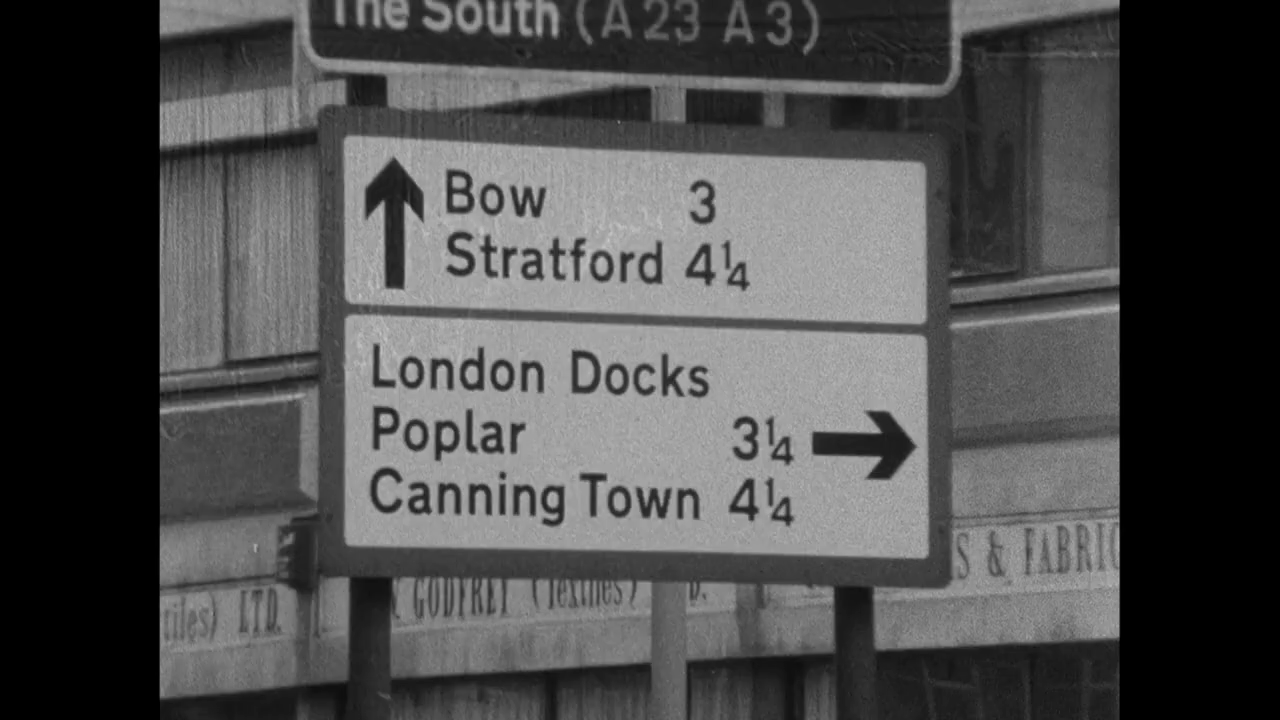 The South (A23 A3)
Bow 3
Stratford 4¼
London Docks
Poplar 3¼
Canning Town 4¼
S & FABRIC
GODFREY (Textiles)
tiles) LTD.